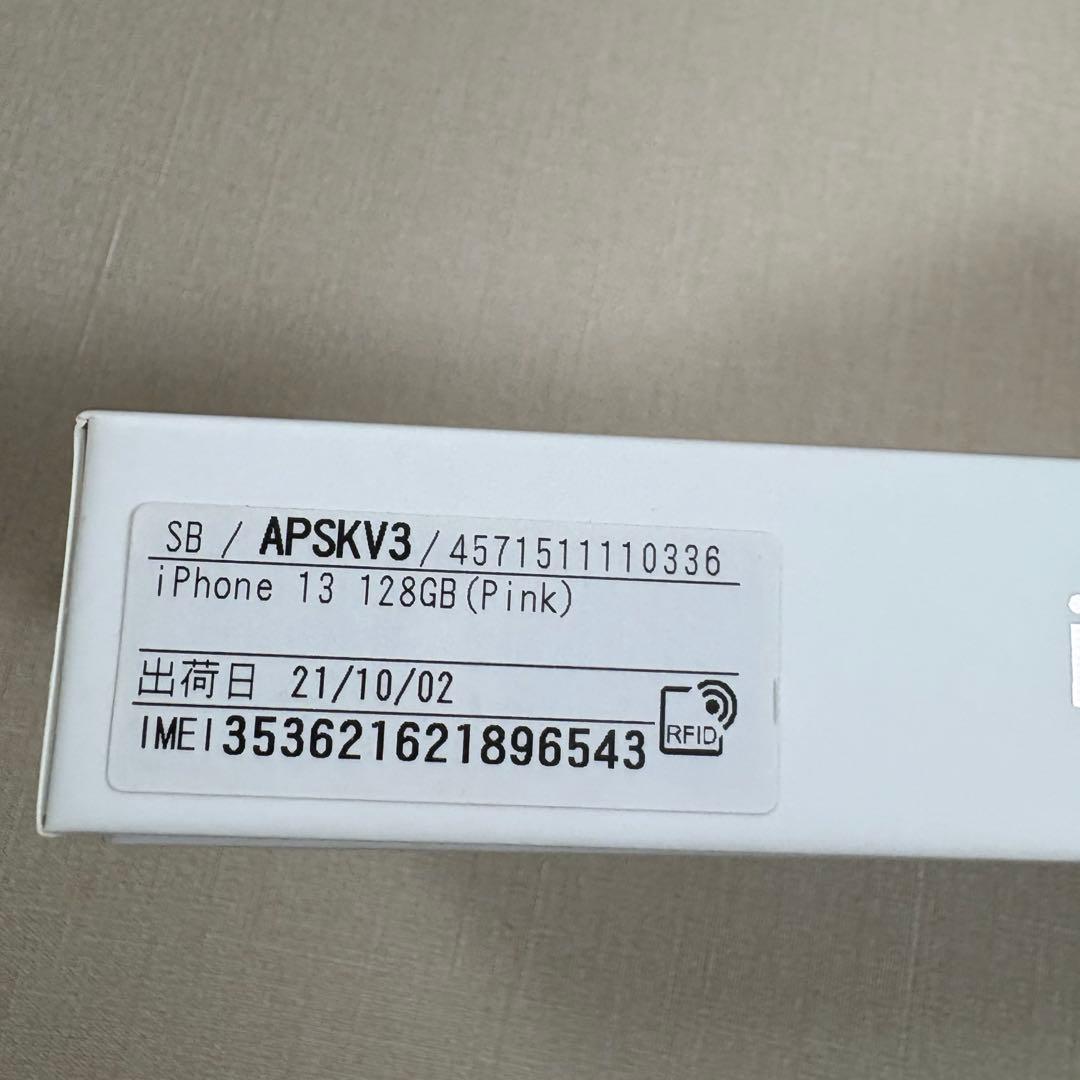 SB / APSKV3 / 4571511110336
iPhone 13 128GB(Pink)
出荷日 21/10/02
IMEI353621621896543
RFID